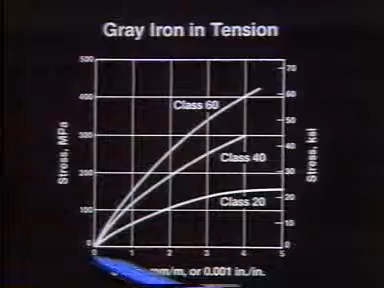 Gray Iron in Tension
500
400
300
200
100
0
70
60
50
40
30
20
10
0
Class 60
Class 40
Class 20
Stress, MPa
Stress, ksi
0 1 2 3 4 5
mm/m, or 0.001 in./in.